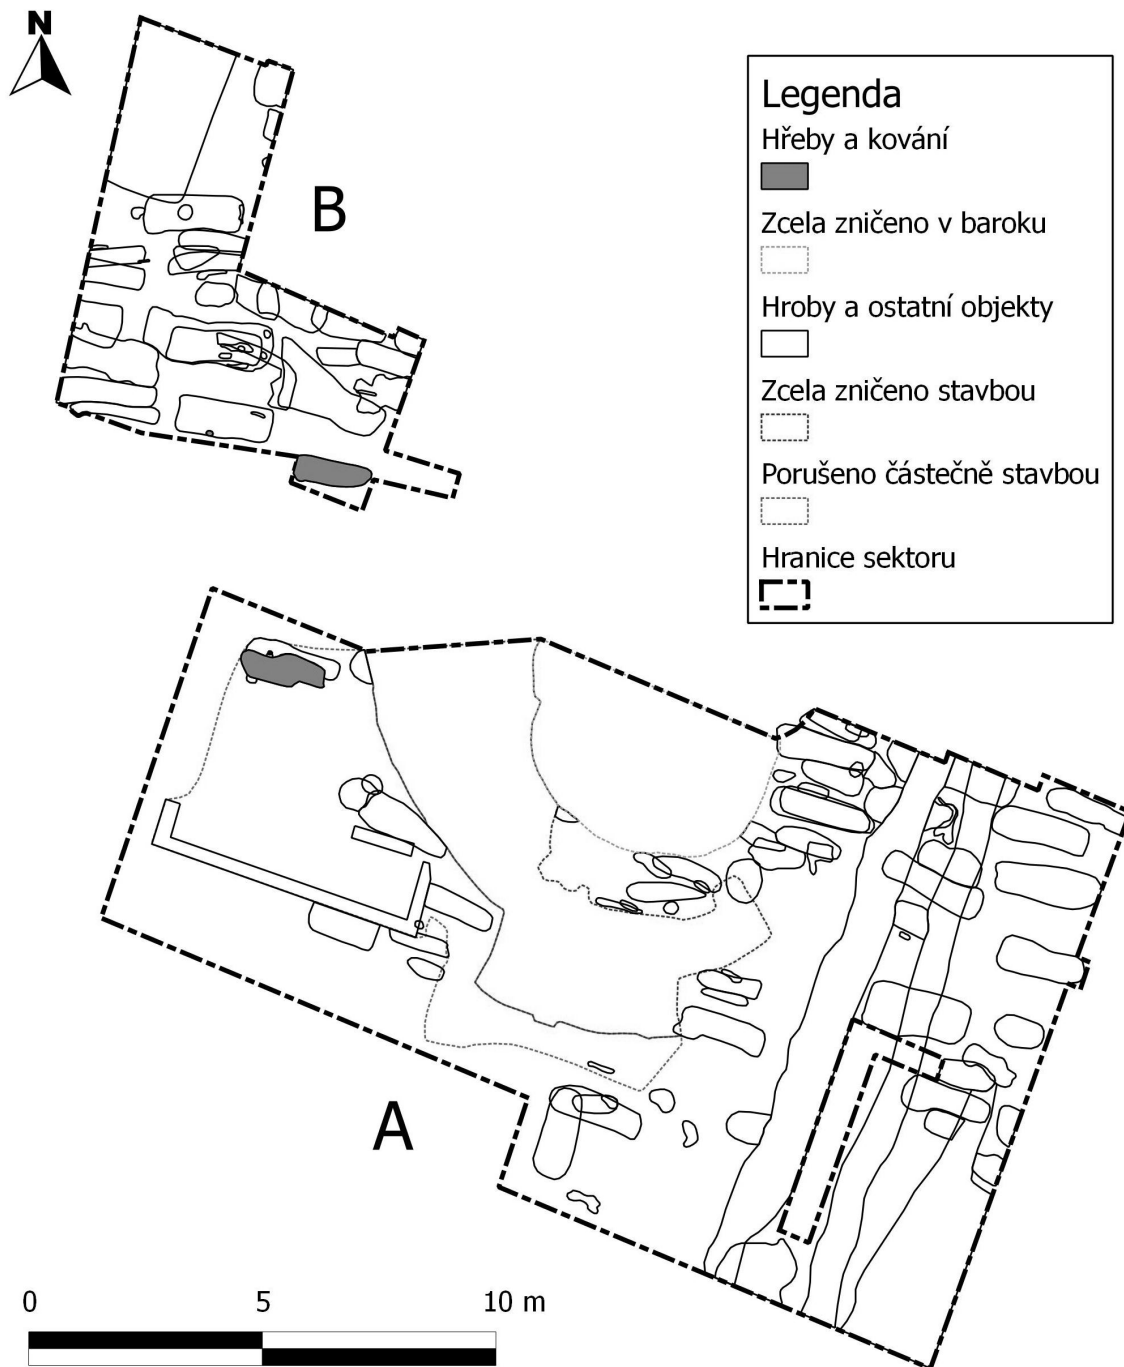 N
B
Legenda
Hřeby a kování
Zcela zničeno v baroku
Hroby a ostatní objekty
Zcela zničeno stavbou
Porušeno částečně stavbou
Hranice sektoru
A
0 5 10 m